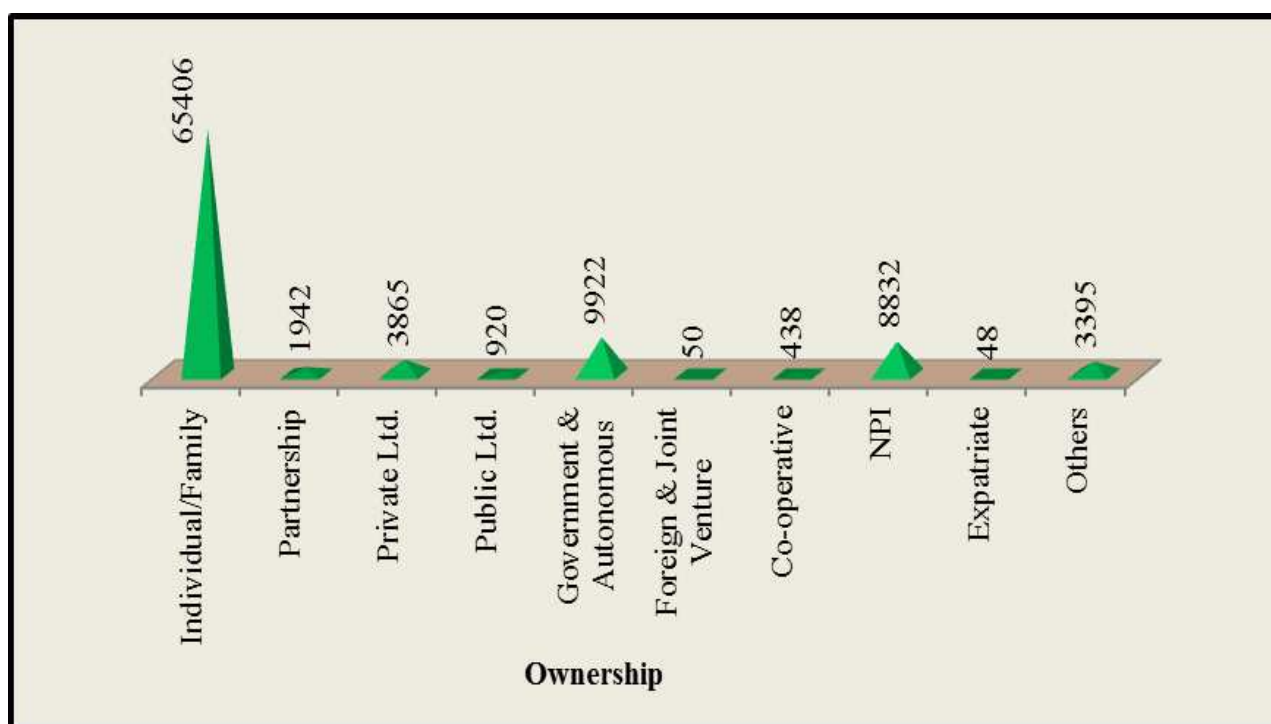 65406
1942
3865
920
9922
50
438
8832
48
3395
Individual/Family
Partnership
Private Ltd.
Public Ltd.
Government &
Autonomous
Foreign & Joint
Venture
Co-operative
NPI
Expatriate
Others
Ownership